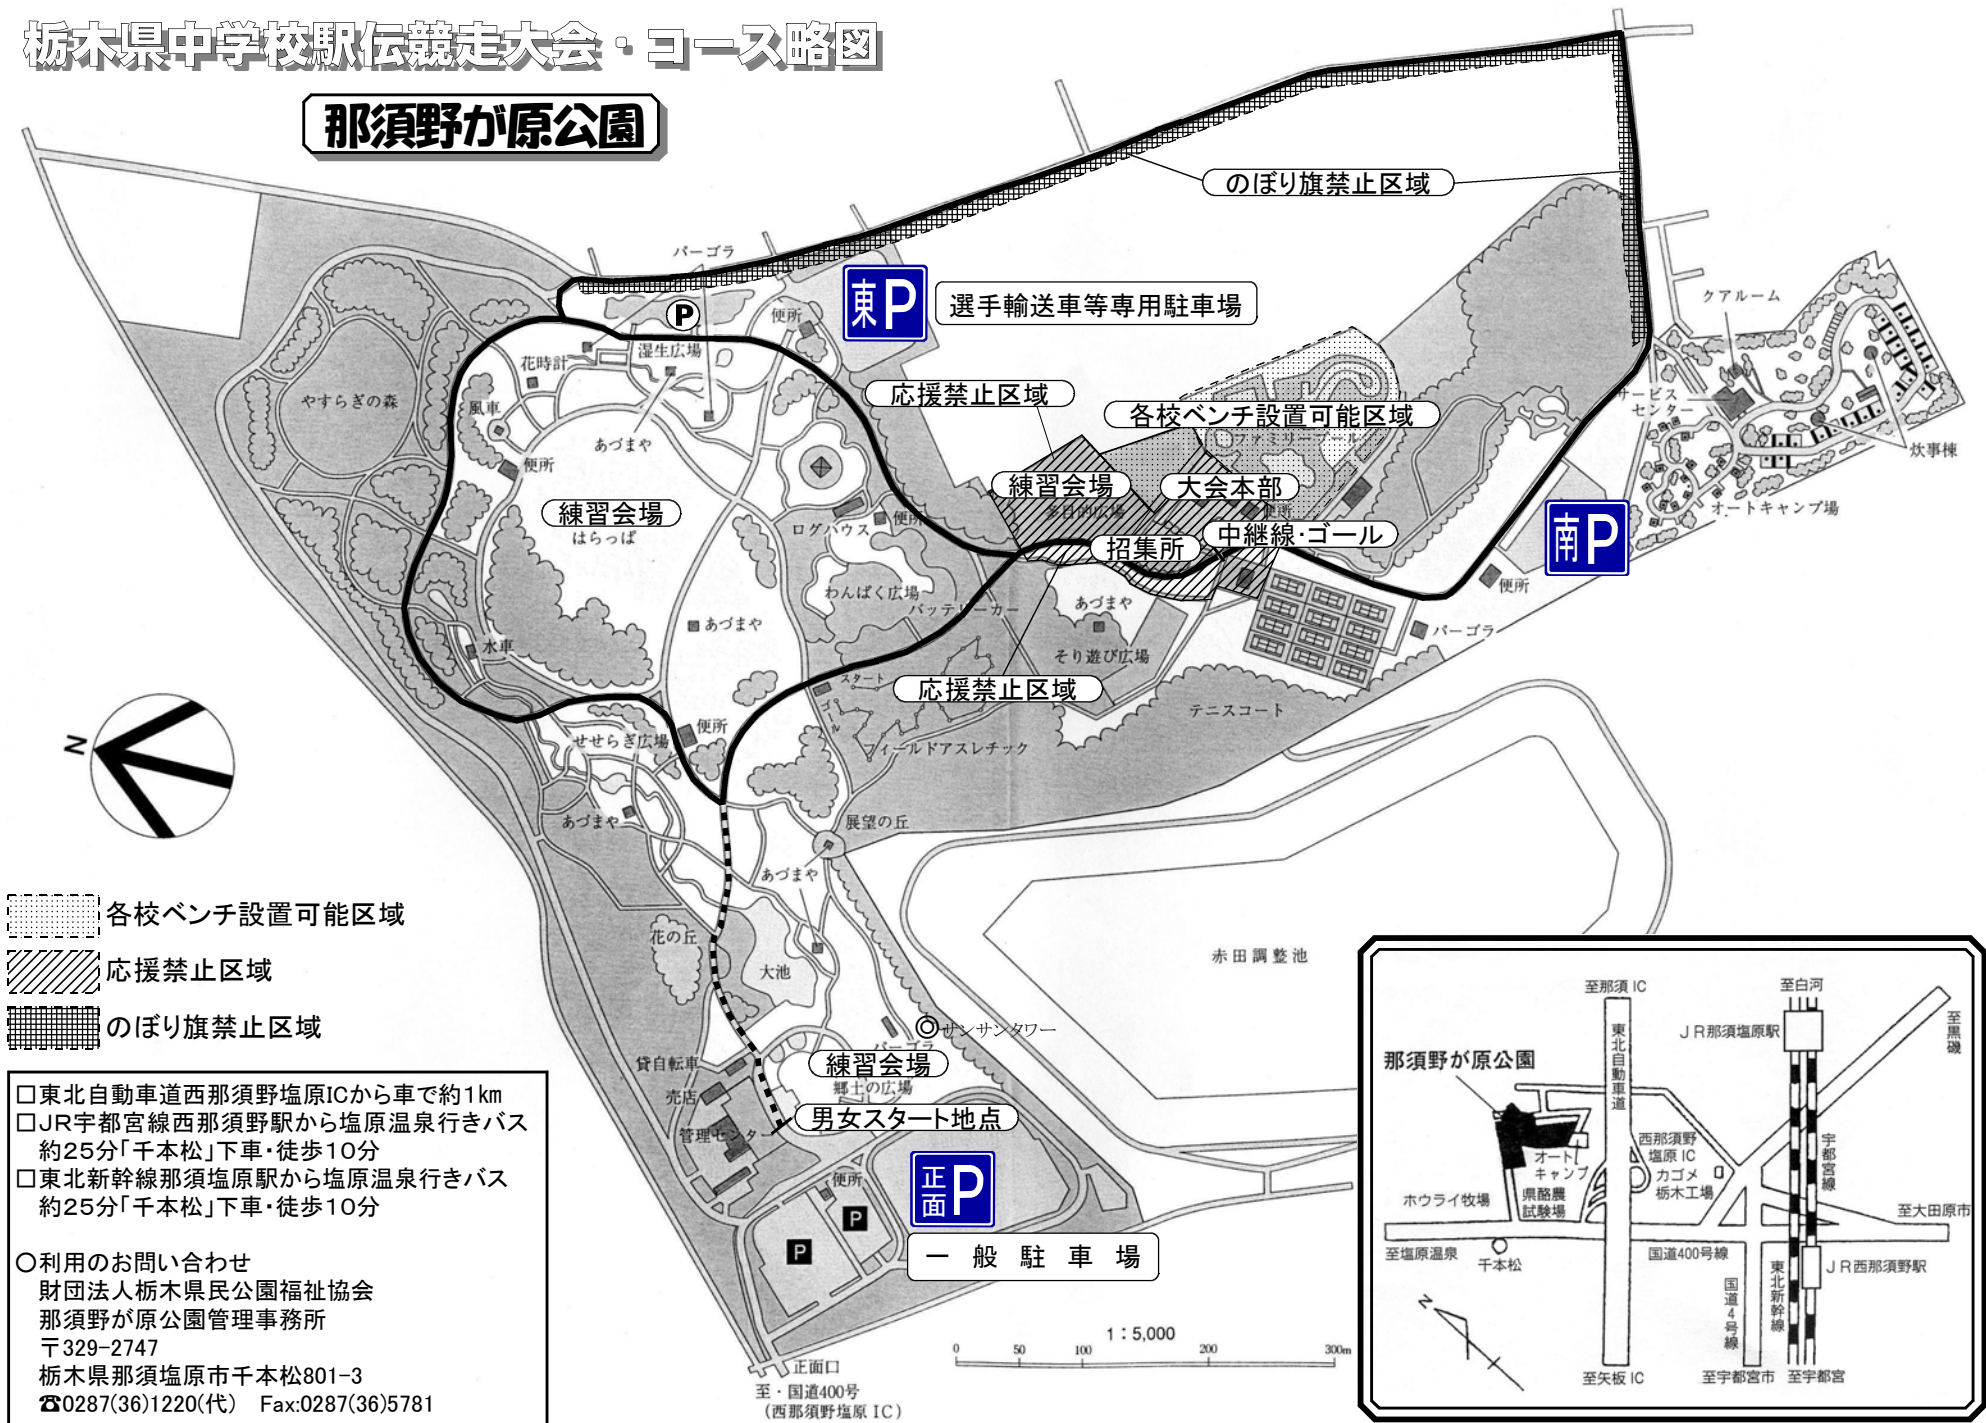 栃木県中学校駅伝競走大会・コース略図
那須野が原公園
のぼり旗禁止区域
パーゴラ
東P
選手輸送車等専用駐車場
P
便所
湿生広場
花時計
風車
やすらぎの森
あづまや
便所
練習会場
はらっぱ
応援禁止区域
各校ベンチ設置可能区域
ファミリープール
練習会場
多目的広場
大会本部
便所
招集所
中継線・ゴール
ログハウス
便所
わんぱく広場
バッテリーカー
あづまや
あづまや
そり遊び広場
応援禁止区域
スタート
ゴール
フィールドアスレチック
テニスコート
パーゴラ
便所
南P
クアルーム
サービス
センター
炊事棟
オートキャンプ場
水車
せせらぎ広場
便所
あづまや
展望の丘
あづまや
花の丘
大池
赤田調整池
サンサンタワー
パーゴラ
練習会場
郷土の広場
貸自転車
売店
管理センター
男女スタート地点
正面P
一般駐車場
便所
P
P
正面口
至・国道400号
(西那須野塩原IC)
1:5,000
0 50 100 200 300m
N
各校ベンチ設置可能区域
応援禁止区域
のぼり旗禁止区域
□東北自動車道西那須野塩原ICから車で約1km
□JR宇都宮線西那須野駅から塩原温泉行きバス
約25分「千本松」下車・徒歩10分
□東北新幹線那須塩原駅から塩原温泉行きバス
約25分「千本松」下車・徒歩10分
○利用のお問い合わせ
財団法人栃木県民公園福祉協会
那須野が原公園管理事務所
〒329-2747
栃木県那須塩原市千本松801-3
☎0287(36)1220(代) Fax:0287(36)5781
至那須IC
至白河
至黒磯
JR那須塩原駅
東北自動車道
那須野が原公園
西那須野
塩原IC
オート
キャンプ
カゴメ
栃木工場
宇都宮線
ホウライ牧場
県酪農
試験場
至大田原市
至塩原温泉
千本松
国道400号線
JR西那須野駅
東北新幹線
国道4号線
N
至矢板IC
至宇都宮市
至宇都宮